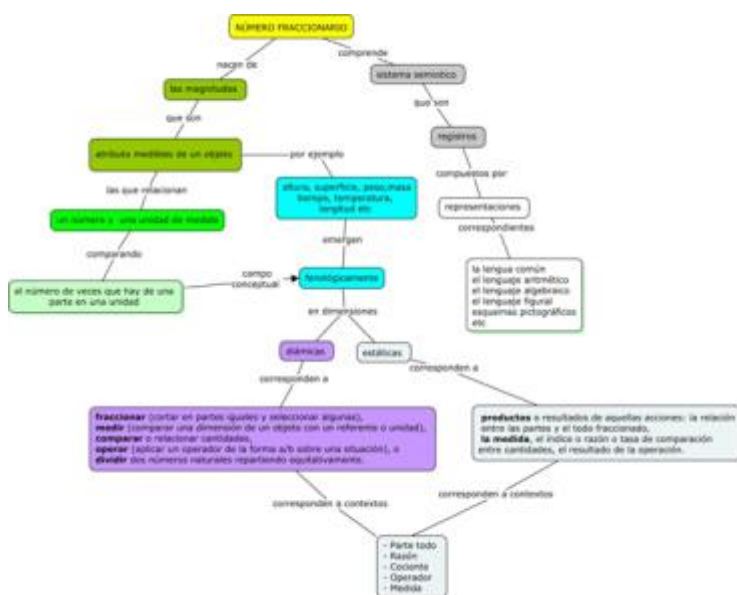 NÚMERO FRACCIONARIO
nacen de
comprende
las magnitudes
sistema semiotico
que son
que son
atributo medibles de un objeto
registros
por ejemplo
compuestos por
las que relacionan
altura, superficie, peso,masa
tiempo, temperatura,
longitud etc
representaciones
un número y una unidad de medida
correspondientes
comparando
emergen
la lengua común
el lenguaje aritmético
el lenguaje algebraico
el lenguaje figural
esquemas pictográficos
etc
el número de veces que hay de una
parte en una unidad
campo
conceptual
en dimensiones
estáticas
corresponden a
corresponden a
fraccionar (cortar en partes iguales y seleccionar algunas),
medir (comparar una dimensión de un objeto con un referente o unidad),
comparar o relacionar cantidades,
operar (aplicar un operador de la forma a/b sobre una situación), o
dividir dos números naturales repartiendo equitativamente.
productos o resultados de aquellas acciones: la relación
entre las partes y el todo fraccionado,
la medida, el índice o razón o tasa de comparación
entre cantidades, el resultado de la operación.
corresponden a contextos
corresponden a contextos
- Parte todo
- Razón
- Cociente
- Operador
- Medida